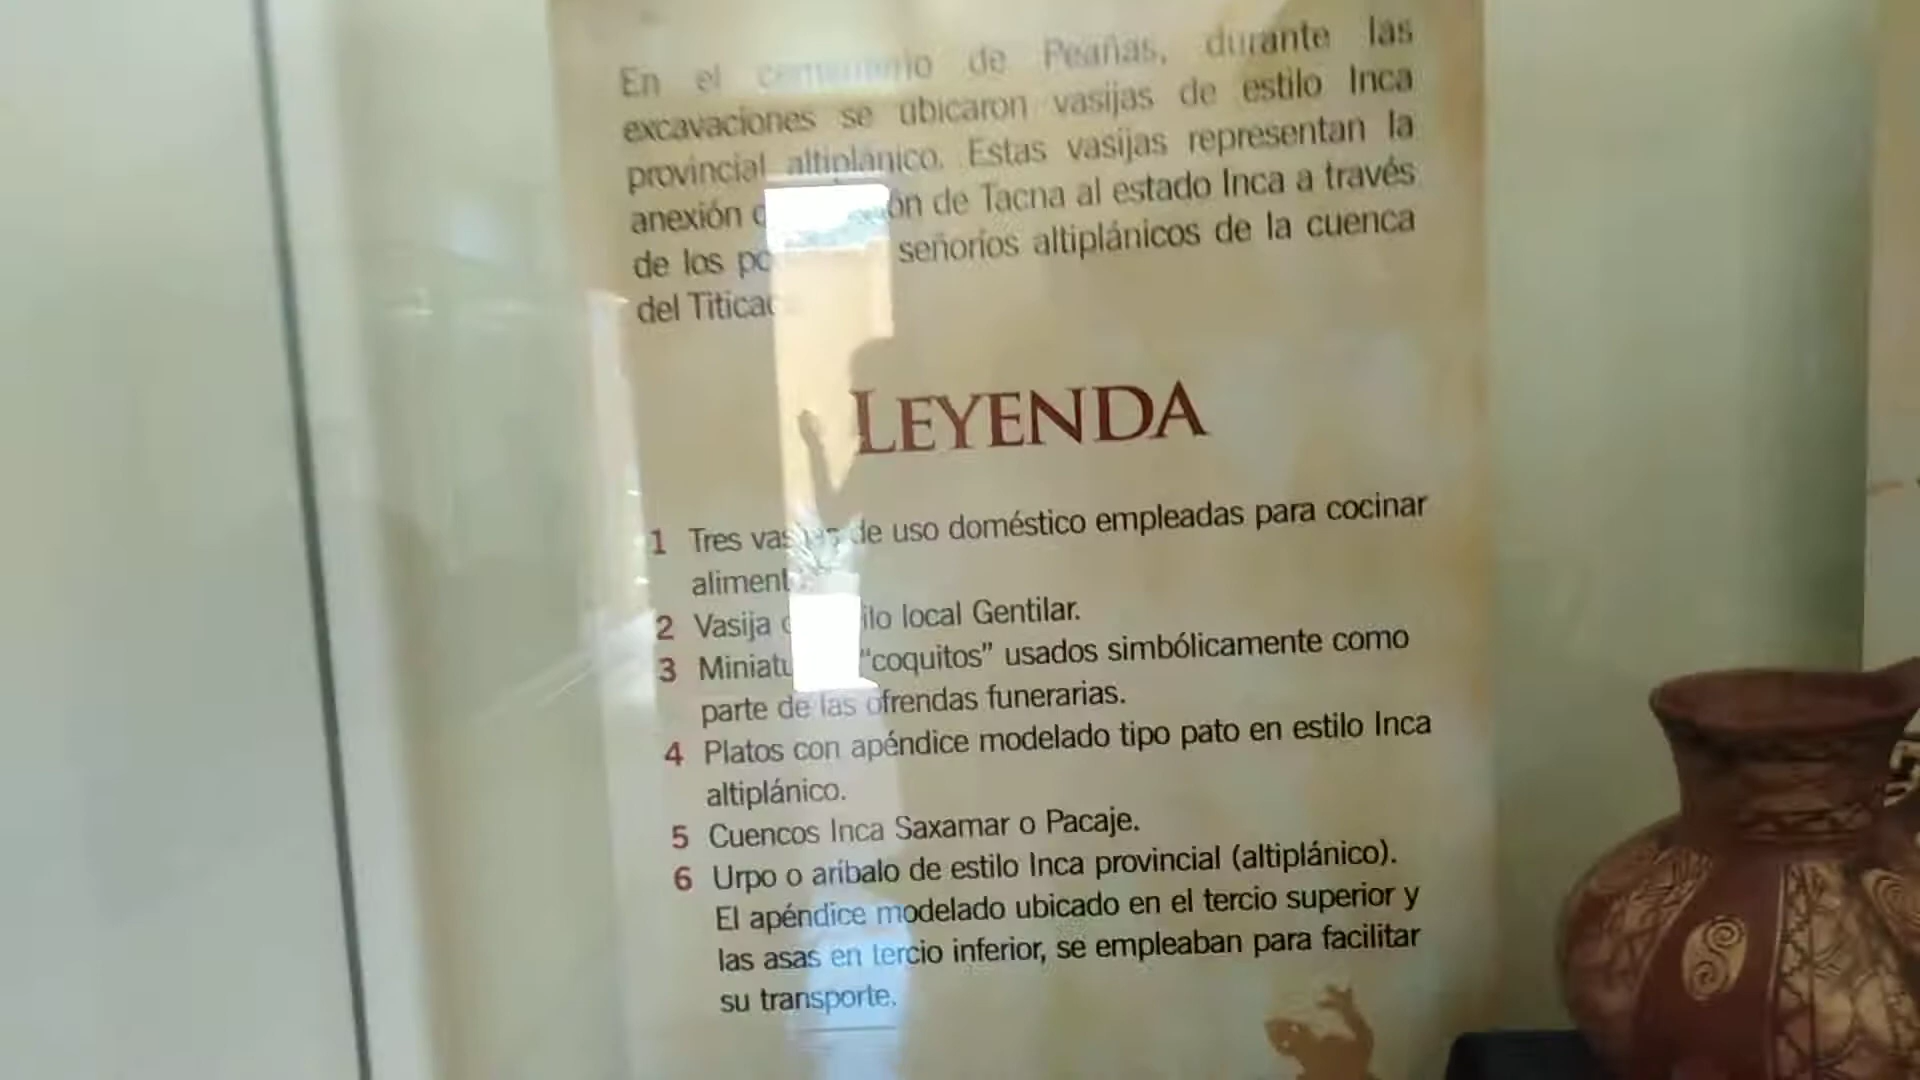 En el cementerio de Peañas, durante las
excavaciones se ubicaron vasijas de estilo Inca
provincial altiplánico. Estas vasijas representan la
anexión de Tacna al estado Inca a través
de los señoríos altiplánicos de la cuenca
del
LEYENDA
1 Tres vasijas de uso doméstico empleadas para cocinar
2 Vasija local Gentilar.
3 "coquitos" usados simbólicamente como
parte de las ofrendas funerarias.
4 Platos con apéndice modelado tipo pato en estilo Inca
altiplánico.
5 Cuencos Inca Saxamar o Pacaje.
6 Urpo o aríbalo de estilo Inca provincial (altiplánico).
El apéndice modelado ubicado en el tercio superior y
las asas en tercio inferior, se empleaban para facilitar
su transporte.